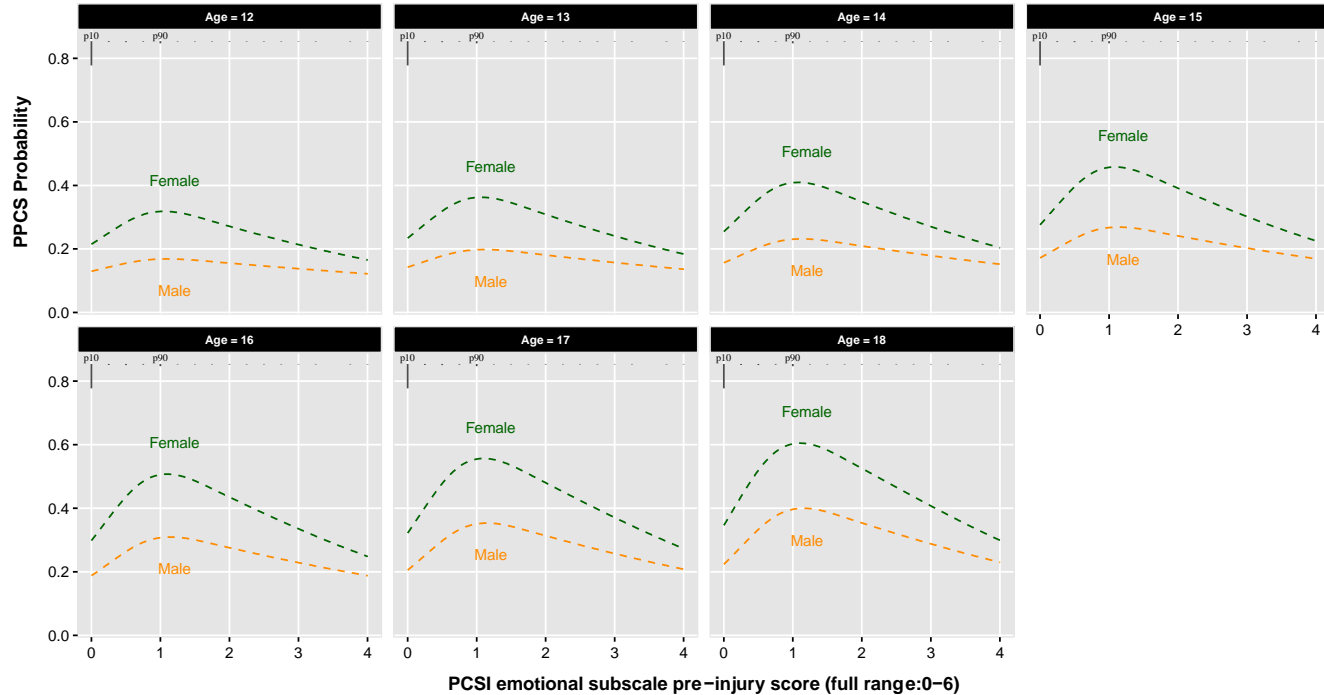 Age = 12 Age = 13 Age = 14 Age = 15
p10 p90 p10 p90 p10 p90 p10 p90
0.8
0.6
0.4
0.2
0.0
PPCS Probability
Female Female Female Female
Male Male Male Male
0 1 2 3 4
Age = 16 Age = 17 Age = 18
p10 p90 p10 p90 p10 p90
0.8
0.6
0.4
0.2
0.0
Female Female Female
Male Male Male
0 1 2 3 4 0 1 2 3 4 0 1 2 3 4
PCSI emotional subscale pre−injury score (full range:0−6)